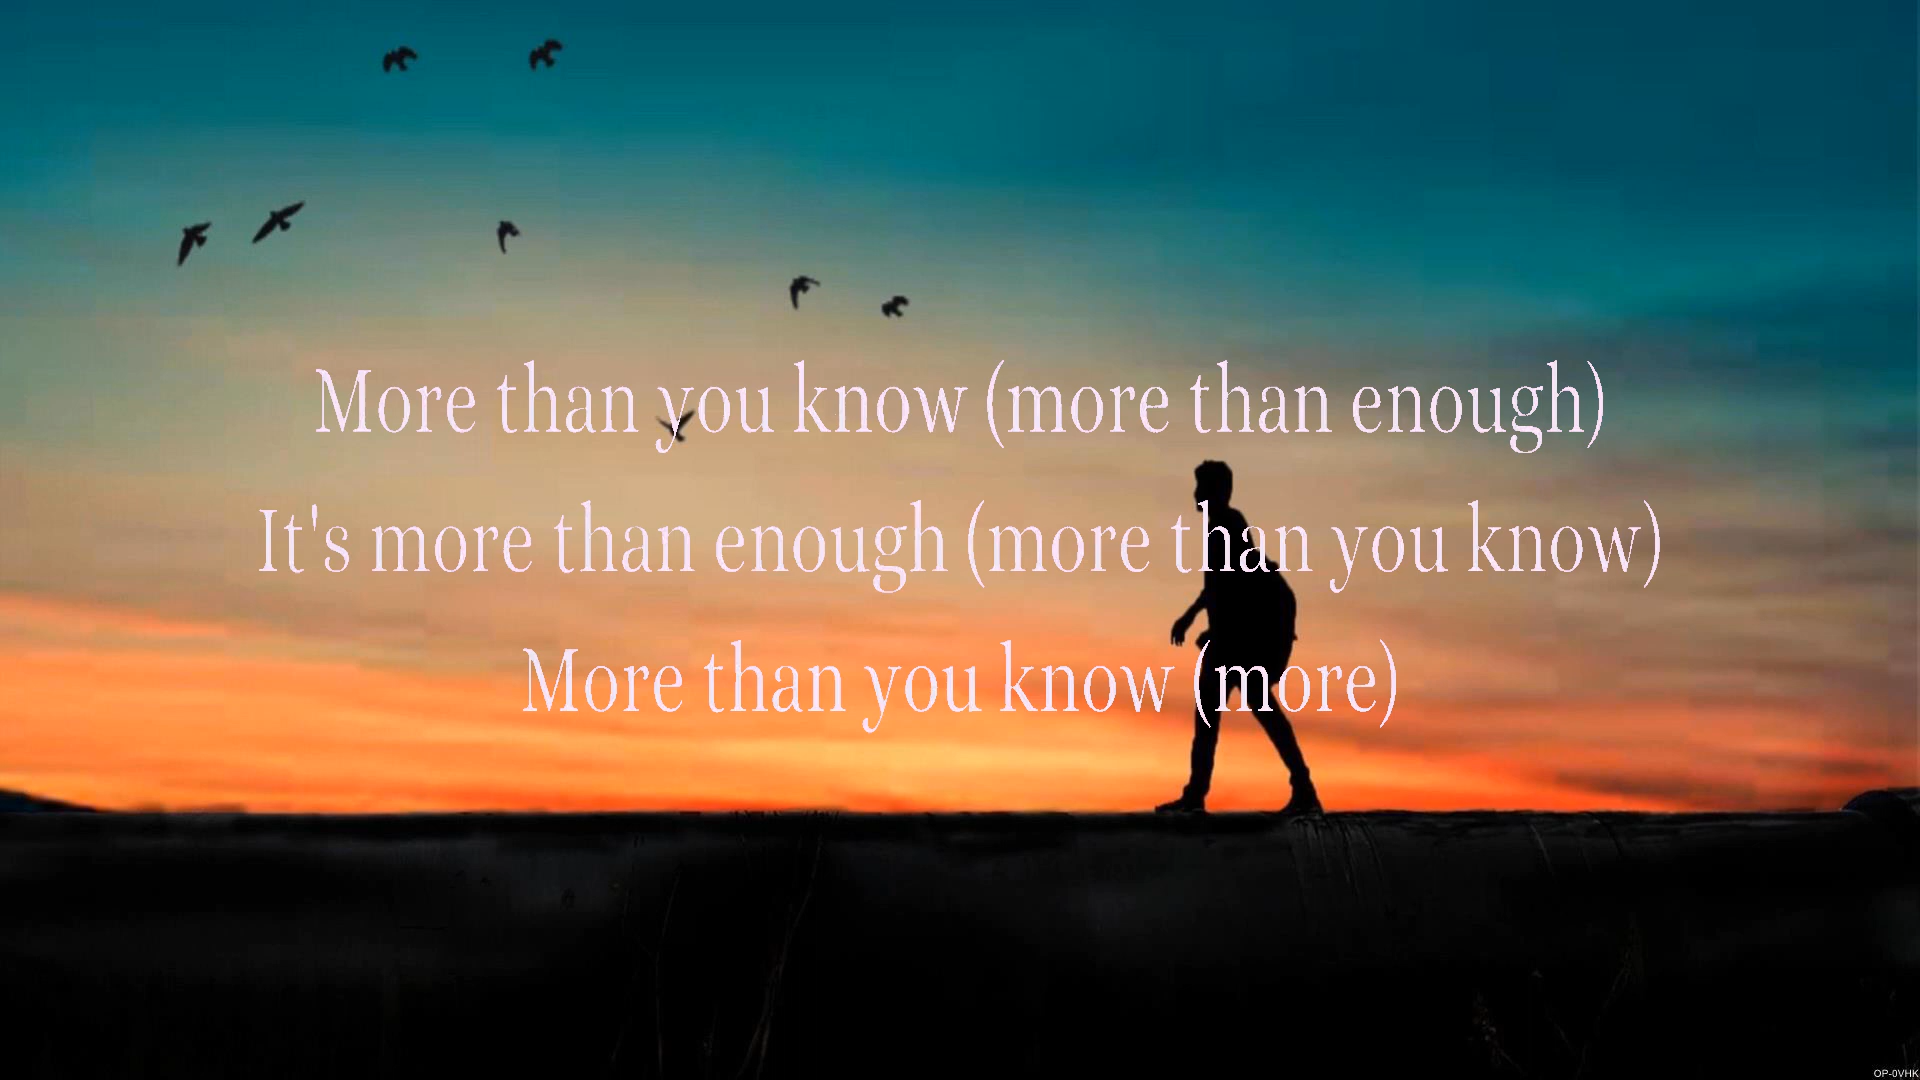 More than you know (more than enough)
It's more than enough (more than you know)
More than you know (more)
OP-0VHK